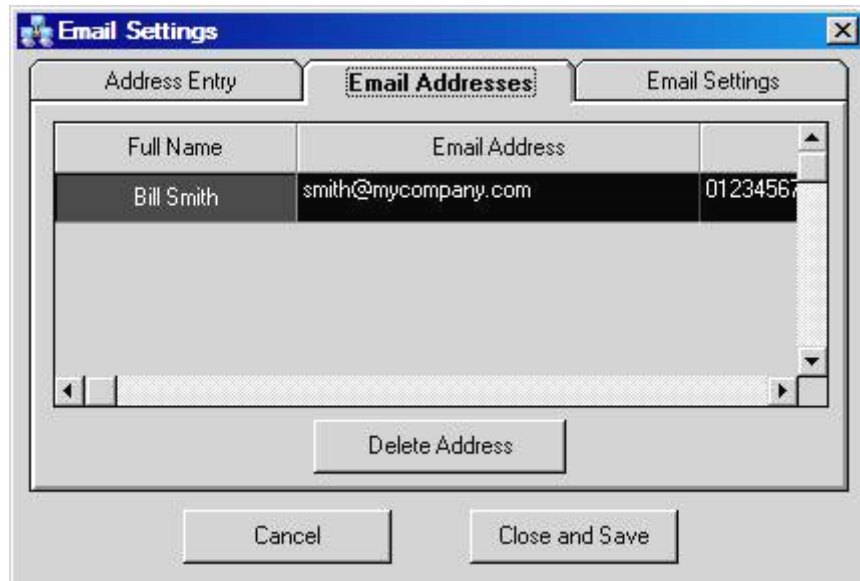 Email Settings
Address Entry Email Addresses Email Settings
Full Name Email Address
Bill Smith smith@mycompany.com 01234567
Delete Address
Cancel Close and Save